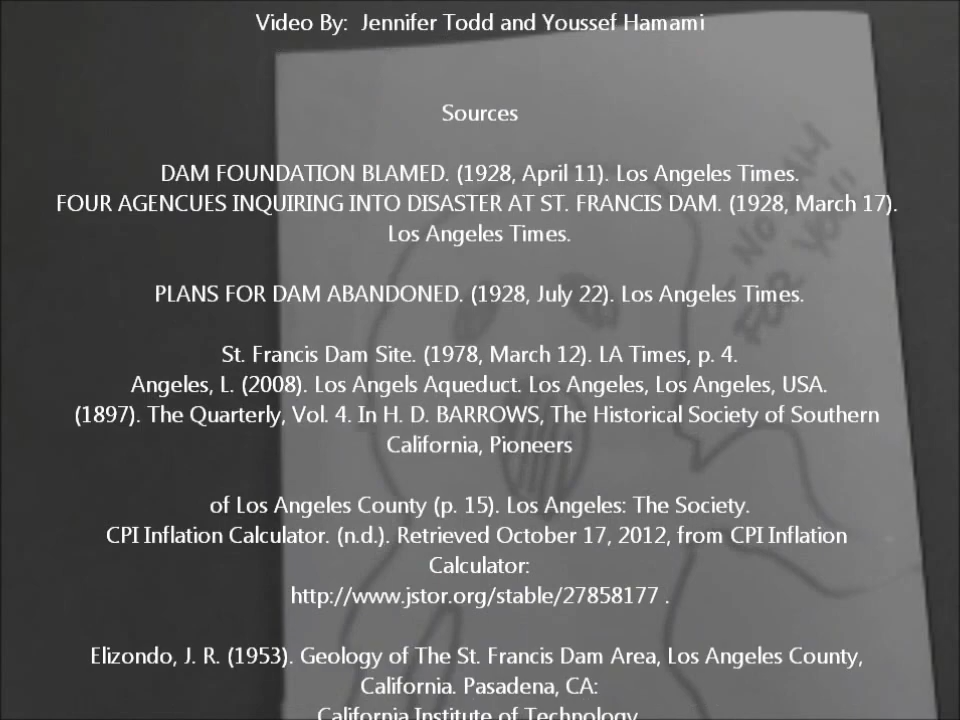 Video By:  Jennifer Todd and Youssef Hamami
Sources
DAM FOUNDATION BLAMED. (1928, April 11). Los Angeles Times.
FOUR AGENCUES INQUIRING INTO DISASTER AT ST. FRANCIS DAM. (1928, March 17).
Los Angeles Times.
PLANS FOR DAM ABANDONED. (1928, July 22). Los Angeles Times.
St. Francis Dam Site. (1978, March 12). LA Times, p. 4.
Angeles, L. (2008). Los Angels Aqueduct. Los Angeles, Los Angeles, USA.
(1897). The Quarterly, Vol. 4. In H. D. BARROWS, The Historical Society of Southern
California, Pioneers
of Los Angeles County (p. 15). Los Angeles: The Society.
CPI Inflation Calculator. (n.d.). Retrieved October 17, 2012, from CPI Inflation
Calculator:
http://www.jstor.org/stable/27858177 .
Elizondo, J. R. (1953). Geology of The St. Francis Dam Area, Los Angeles County,
California. Pasadena, CA:
California Institute of Technology
FOR YOU!